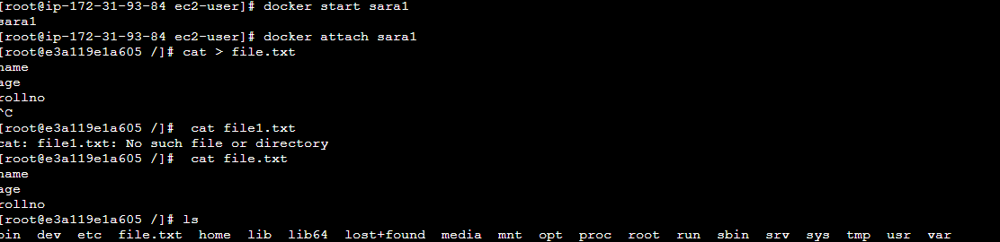 [root@ip-172-31-93-84 ec2-user]# docker start sara1
sara1
[root@ip-172-31-93-84 ec2-user]# docker attach sara1
[root@e3a119e1a605 /]# cat > file.txt
name
age
rollno
^C
[root@e3a119e1a605 /]#  cat file1.txt
cat: file1.txt: No such file or directory
[root@e3a119e1a605 /]#  cat file.txt
name
age
rollno
[root@e3a119e1a605 /]# ls
bin  dev  etc  file.txt  home  lib  lib64  lost+found  media  mnt  opt  proc  root  run  sbin  srv  sys  tmp  usr  var